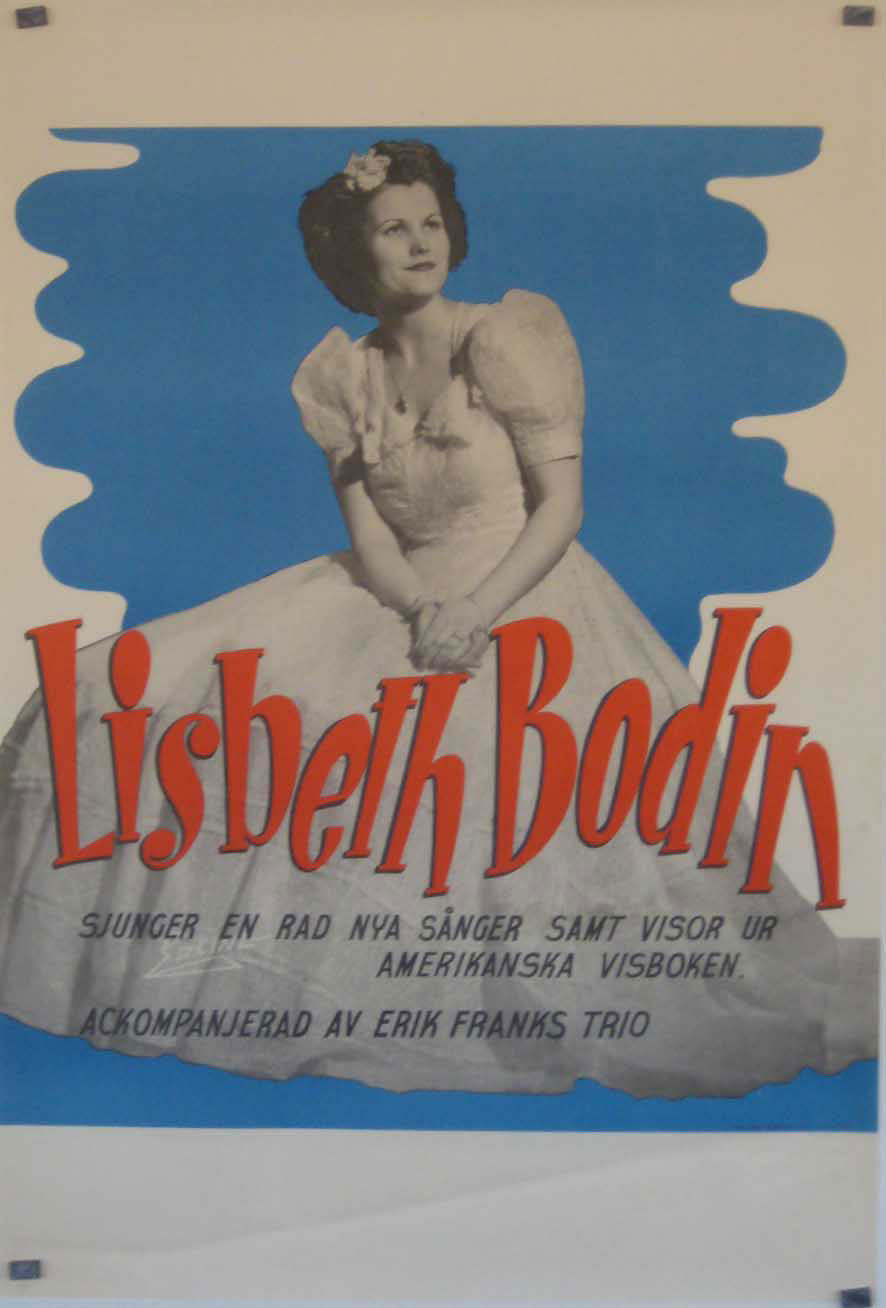 Lisbeth Bodin
SJUNGER EN RAD NYA SÅNGER SAMT VISOR UR
AMERIKANSKA VISBOKEN.
ACKOMPANJERAD AV ERIK FRANKS TRIO